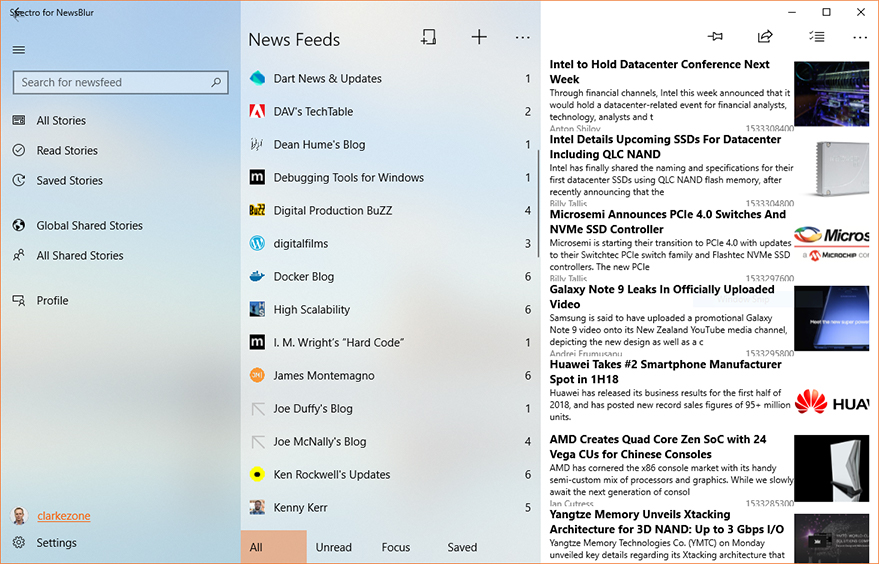 Spectro for NewsBlur
Search for newsfeed
All Stories
Read Stories
Saved Stories
Global Shared Stories
All Shared Stories
Profile
clarkezone
Settings
News Feeds
Dart News & Updates 1
DAV's TechTable 2
Dean Hume's Blog 1
Debugging Tools for Windows 1
Digital Production BuZZ 4
digitalfilms 3
Docker Blog 6
High Scalability 6
I. M. Wright's “Hard Code” 1
James Montemagno 6
Joe Duffy's Blog 1
Joe McNally's Blog 4
Ken Rockwell's Updates 6
Kenny Kerr 5
All Unread Focus Saved
Intel to Hold Datacenter Conference Next
Week
Through financial channels, Intel this week announced that it
would hold a datacenter-related event for financial analysts,
technology, analysts and t
Anton Shilov 1533308400
Intel Details Upcoming SSDs For Datacenter
Including QLC NAND
Intel has finally shared the naming and specifications for their
first datacenter SSDs using QLC NAND flash memory, after
recently announcing that the
Billy Tallis 1533304800
Microsemi Announces PCIe 4.0 Switches And
NVMe SSD Controller
Microsemi is starting their transition to PCIe 4.0 with updates
to their Switchtec PCIe switch family and Flashtec NVMe SSD
controllers. The new PCIe
Billy Tallis 1533297600
Micros
MICROCHIP
Galaxy Note 9 Leaks In Officially Uploaded
Video
Samsung is said to have uploaded a promotional Galaxy
Note 9 video onto its New Zealand YouTube media channel,
depicting the new design as well as a c
Andrei Frumusanu 1533295800
Meet the new super power
Huawei Takes #2 Smartphone Manufacturer
Spot in 1H18
Huawei has released its business results for the first half of
2018, and has posted new record sales figures of 95+ million
units.
HUAW
AMD Creates Quad Core Zen SoC with 24
Vega CUs for Chinese Consoles
AMD has cornered the x86 console market with its handy
semi-custom mix of processors and graphics. While we slowly
await the next generation of consol
Ian Cutress 1533285300
Yangtze Memory Unveils Xtacking
Architecture for 3D NAND: Up to 3 Gbps I/O
Yangtze Memory Technologies Co. (YMTC) on Monday
unveiled key details regarding its Xtacking architecture that